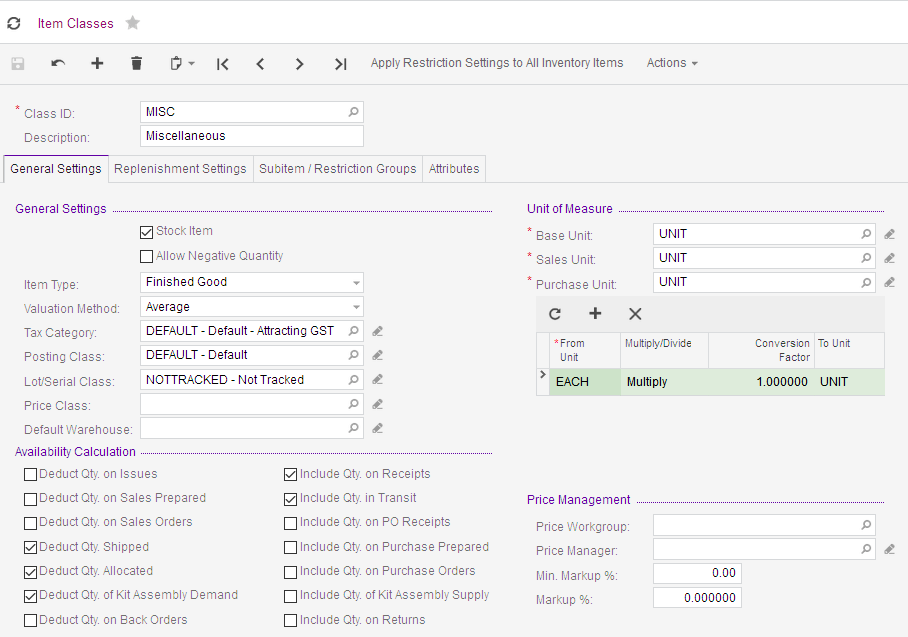 Item Classes
Apply Restriction Settings to All Inventory Items Actions
* Class ID: MISC
Description: Miscellaneous
General Settings Replenishment Settings Subitem / Restriction Groups Attributes
General Settings
Stock Item
Allow Negative Quantity
Item Type: Finished Good
Valuation Method: Average
Tax Category: DEFAULT - Default - Attracting GST
Posting Class: DEFAULT - Default
Lot/Serial Class: NOTTRACKED - Not Tracked
Price Class:
Default Warehouse:
Unit of Measure
* Base Unit: UNIT
* Sales Unit: UNIT
* Purchase Unit: UNIT
* From Unit Multiply/Divide Conversion Factor To Unit
EACH Multiply 1.000000 UNIT
Availability Calculation
Deduct Qty. on Issues
Deduct Qty. on Sales Prepared
Deduct Qty. on Sales Orders
Deduct Qty. Shipped
Deduct Qty. Allocated
Deduct Qty. of Kit Assembly Demand
Deduct Qty. on Back Orders
Include Qty. on Receipts
Include Qty. in Transit
Include Qty. on PO Receipts
Include Qty. on Purchase Prepared
Include Qty. on Purchase Orders
Include Qty. of Kit Assembly Supply
Include Qty. on Returns
Price Management
Price Workgroup:
Price Manager:
Min. Markup %: 0.00
Markup %: 0.000000